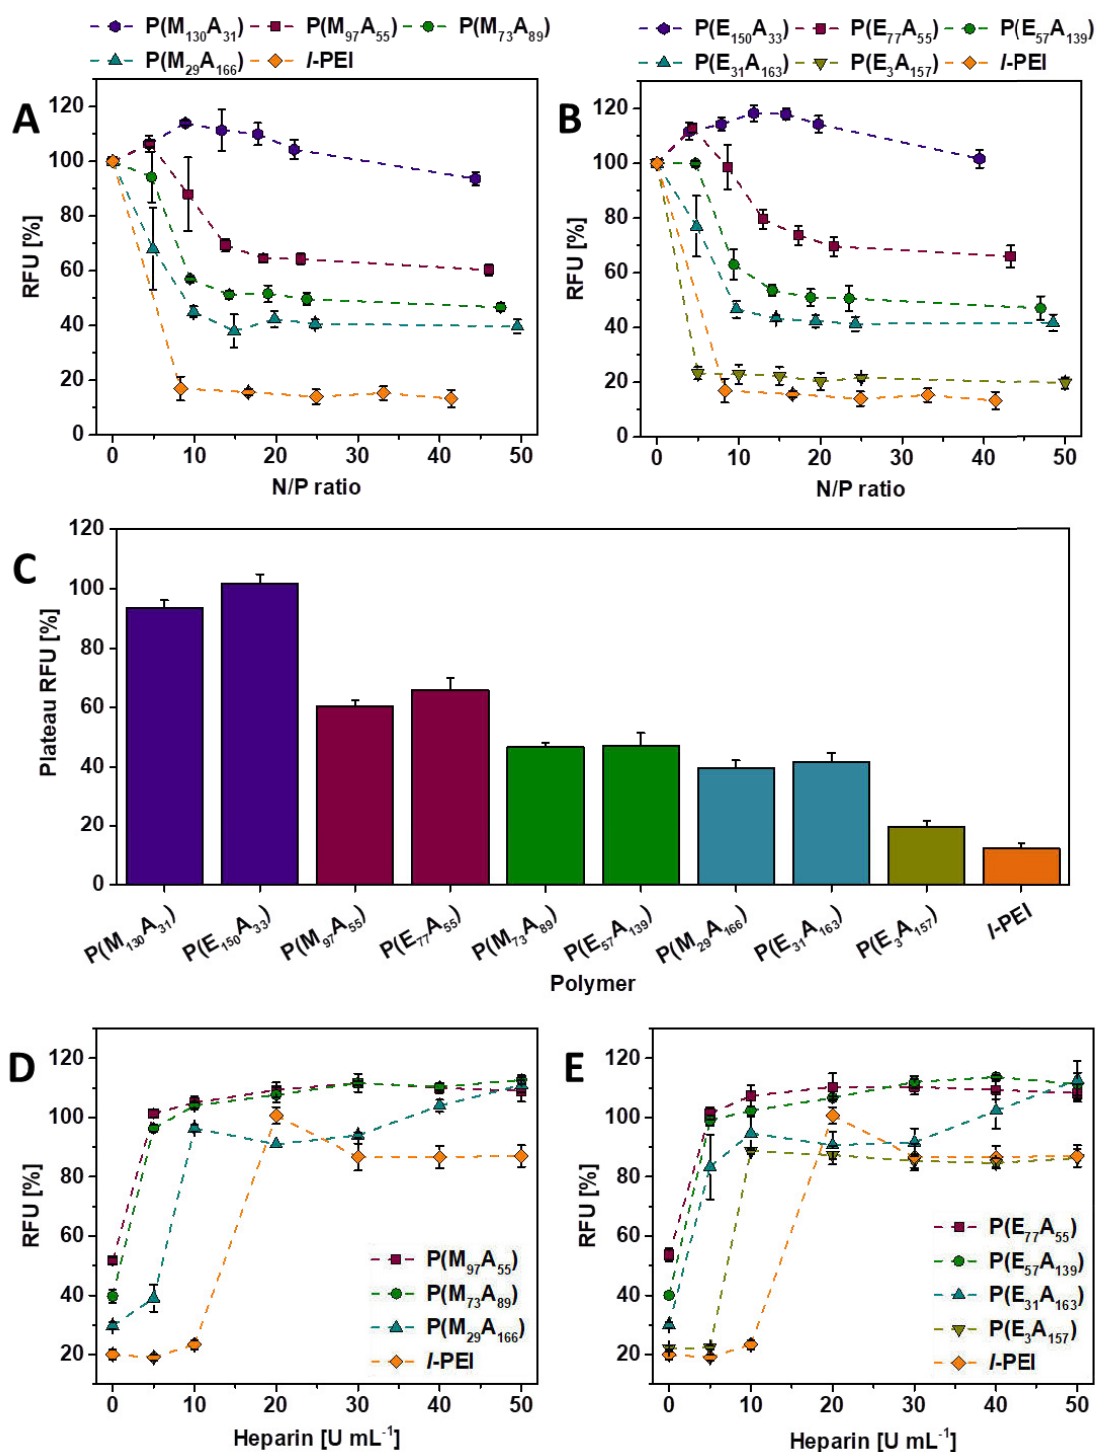 P(M130A31) P(M97A55) P(M73A89)
P(M29A166) l-PEI
A
RFU [%]
120
100
80
60
40
20
0
0 10 20 30 40 50
N/P ratio
P(E150A33) P(E77A55) P(E57A139)
P(E31A163) P(E3A157) l-PEI
B
RFU [%]
120
100
80
60
40
20
0
0 10 20 30 40 50
N/P ratio
C
Plateau RFU [%]
120
100
80
60
40
20
0
P(M130A31) P(E150A33) P(M97A55) P(E77A55) P(M73A89) P(E57A139) P(M29A166) P(E31A163) P(E3A157) l-PEI
Polymer
D
RFU [%]
120
100
80
60
40
20
P(M97A55)
P(M73A89)
P(M29A166)
l-PEI
0 10 20 30 40 50
Heparin [U mL-1]
E
RFU [%]
120
100
80
60
40
20
P(E77A55)
P(E57A139)
P(E31A163)
P(E3A157)
l-PEI
0 10 20 30 40 50
Heparin [U mL-1]